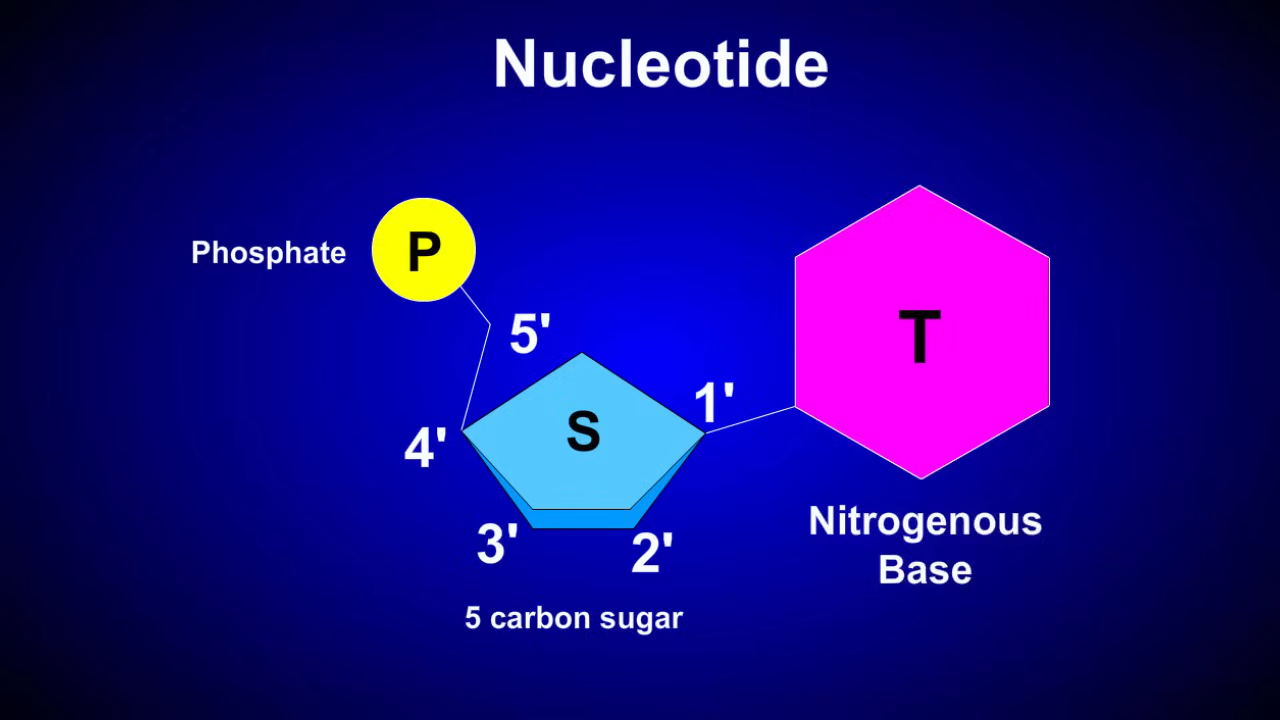 Nucleotide
Phosphate
P
5'
T
1'
S
4'
3'
2'
Nitrogenous
Base
5 carbon sugar